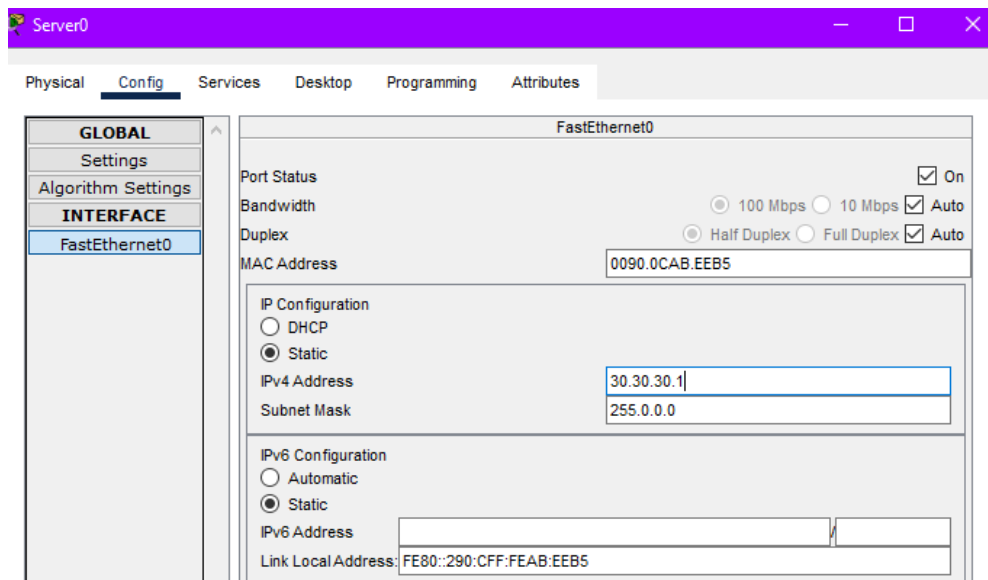 Server0
Physical Config Services Desktop Programming Attributes
GLOBAL
Settings
Algorithm Settings
INTERFACE
FastEthernet0
FastEthernet0
Port Status On
Bandwidth 100 Mbps 10 Mbps Auto
Duplex Half Duplex Full Duplex Auto
MAC Address 0090.0CAB.EEB5
IP Configuration
DHCP
Static
IPv4 Address 30.30.30.1
Subnet Mask 255.0.0.0
IPv6 Configuration
Automatic
Static
IPv6 Address /
Link Local Address: FE80::290:CFF:FEAB:EEB5